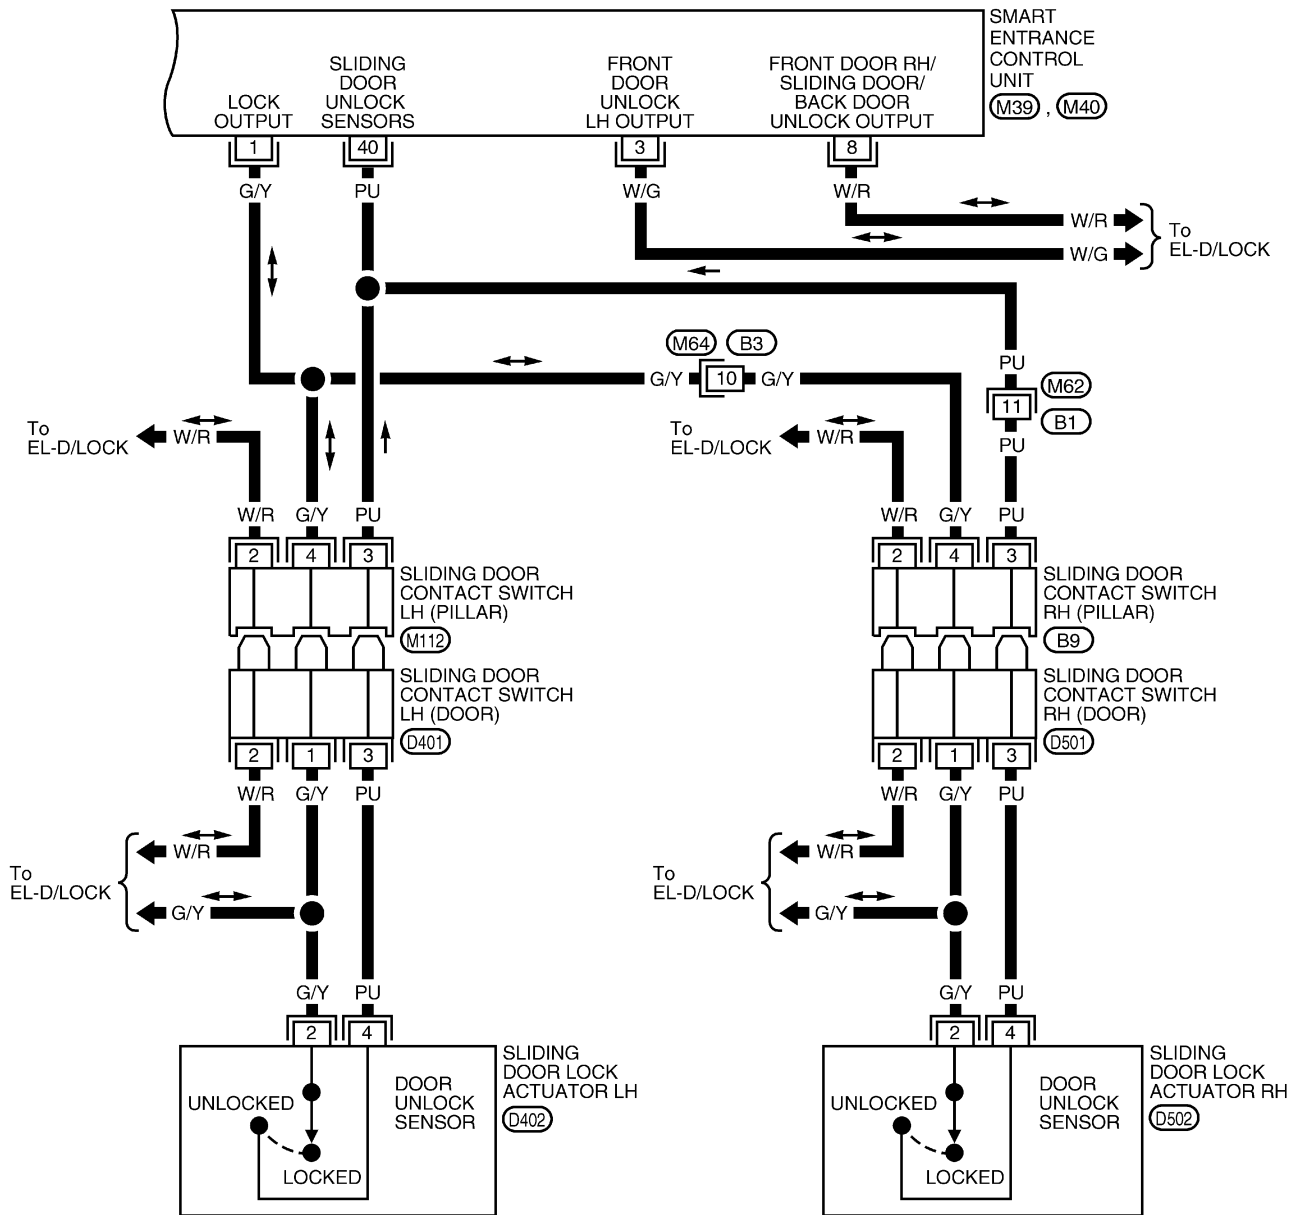 SMART
ENTRANCE
CONTROL
UNIT
M39 , M40
LOCK
OUTPUT
SLIDING
DOOR
UNLOCK
SENSORS
FRONT
DOOR
UNLOCK
LH OUTPUT
FRONT DOOR RH/
SLIDING DOOR/
BACK DOOR
UNLOCK OUTPUT
1
40
3
8
G/Y
PU
W/G
W/R
W/R
W/G
To
EL-D/LOCK
M64
B3
G/Y
10
G/Y
PU
M62
11
B1
PU
To
EL-D/LOCK
W/R
To
EL-D/LOCK
W/R
W/R
G/Y
PU
2
4
3
SLIDING DOOR
CONTACT SWITCH
LH (PILLAR)
M112
SLIDING DOOR
CONTACT SWITCH
LH (DOOR)
D401
2
1
3
W/R
G/Y
PU
W/R
G/Y
PU
2
4
3
SLIDING DOOR
CONTACT SWITCH
RH (PILLAR)
B9
SLIDING DOOR
CONTACT SWITCH
RH (DOOR)
D501
2
1
3
W/R
G/Y
PU
To
EL-D/LOCK
W/R
G/Y
To
EL-D/LOCK
W/R
G/Y
G/Y
PU
2
4
SLIDING
DOOR LOCK
ACTUATOR LH
D402
DOOR
UNLOCK
SENSOR
UNLOCKED
LOCKED
G/Y
PU
2
4
SLIDING
DOOR LOCK
ACTUATOR RH
D502
DOOR
UNLOCK
SENSOR
UNLOCKED
LOCKED